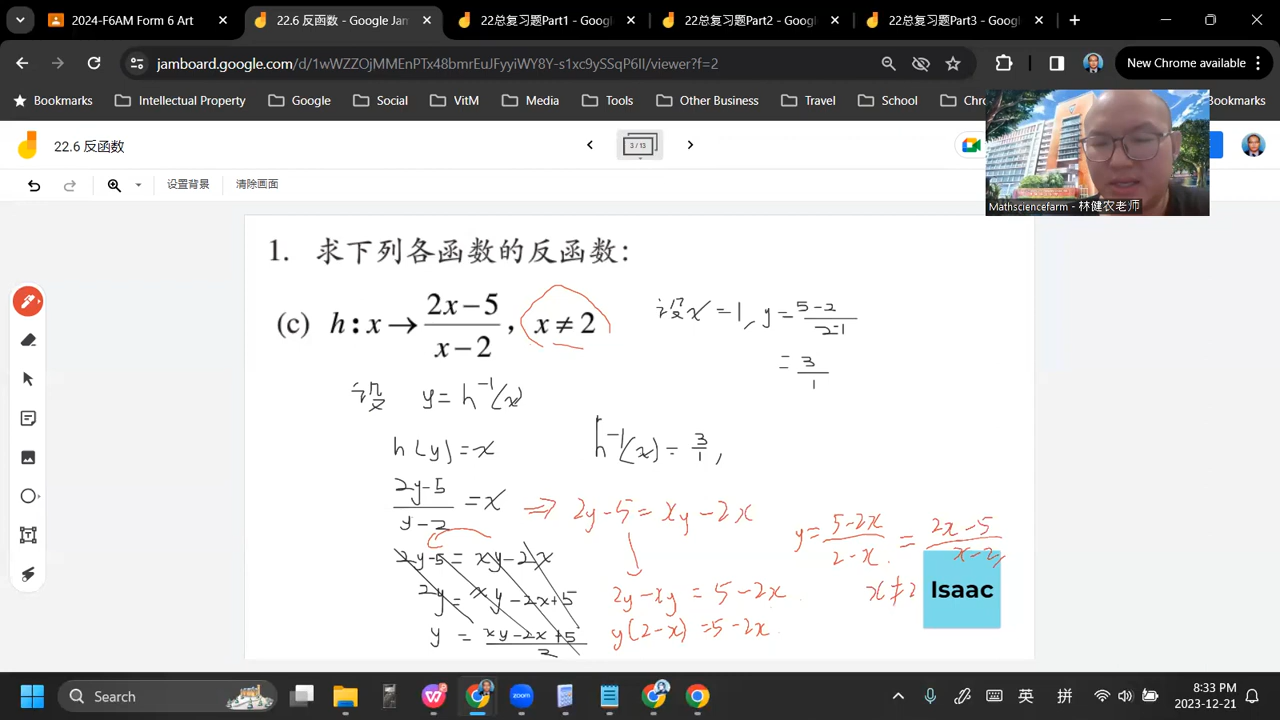 2024-F6AM Form 6 Art
22.6 反函数 - Google Jam
22总复习题Part1 - Googl
22总复习题Part2 - Google
22总复习题Part3 - Google
jamboard.google.com/d/1wWZZOjMMEnPTx48bmrEuJFyyiWY8Y-s1xc9ySSqP6II/viewer?f=2
New Chrome available
Bookmarks
Intellectual Property
Google
Social
VitM
Media
Tools
Other Business
Travel
School
Chr
Bookmarks
22.6 反函数
3 / 13
Mathsciencefarm - 林健农老师
设置背景
清除画面
1. 求下列各函数的反函数：
(c) h : x → (2x−5)/(x−2), x ≠ 2
设x=1, y = (5-2)/(2-1)
= 3/1
设 y = h⁻¹(x)
h(y) = x
h⁻¹(x) = 3/1,
(2y-5)/(y-2) = x ⇒ 2y-5 = xy-2x
y = (5-2x)/(2-x) = (2x-5)/(x-2),
2y-5 = xy-2x
x ≠ 2
Isaac
2y = xy-2x+5
2y-xy = 5-2x
y = (xy-2x+5)/2
y(2-x) = 5-2x
Search
英
拼
8:33 PM
2023-12-21